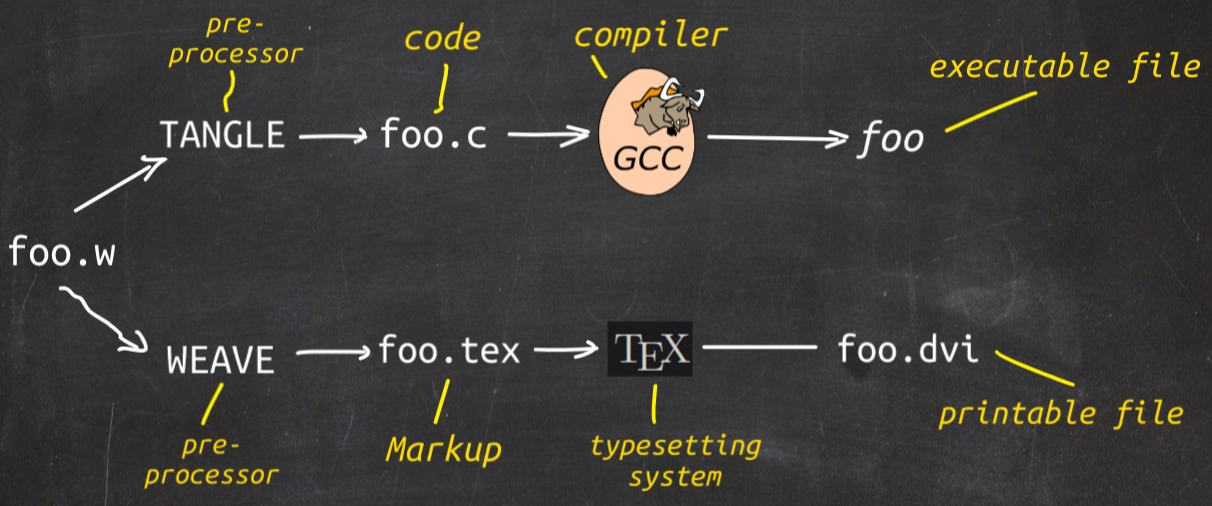 pre-
processor
code
compiler
executable file
TANGLE
foo.c
GCC
foo
foo.w
WEAVE
foo.tex
TEX
foo.dvi
pre-
processor
Markup
typesetting
system
printable file